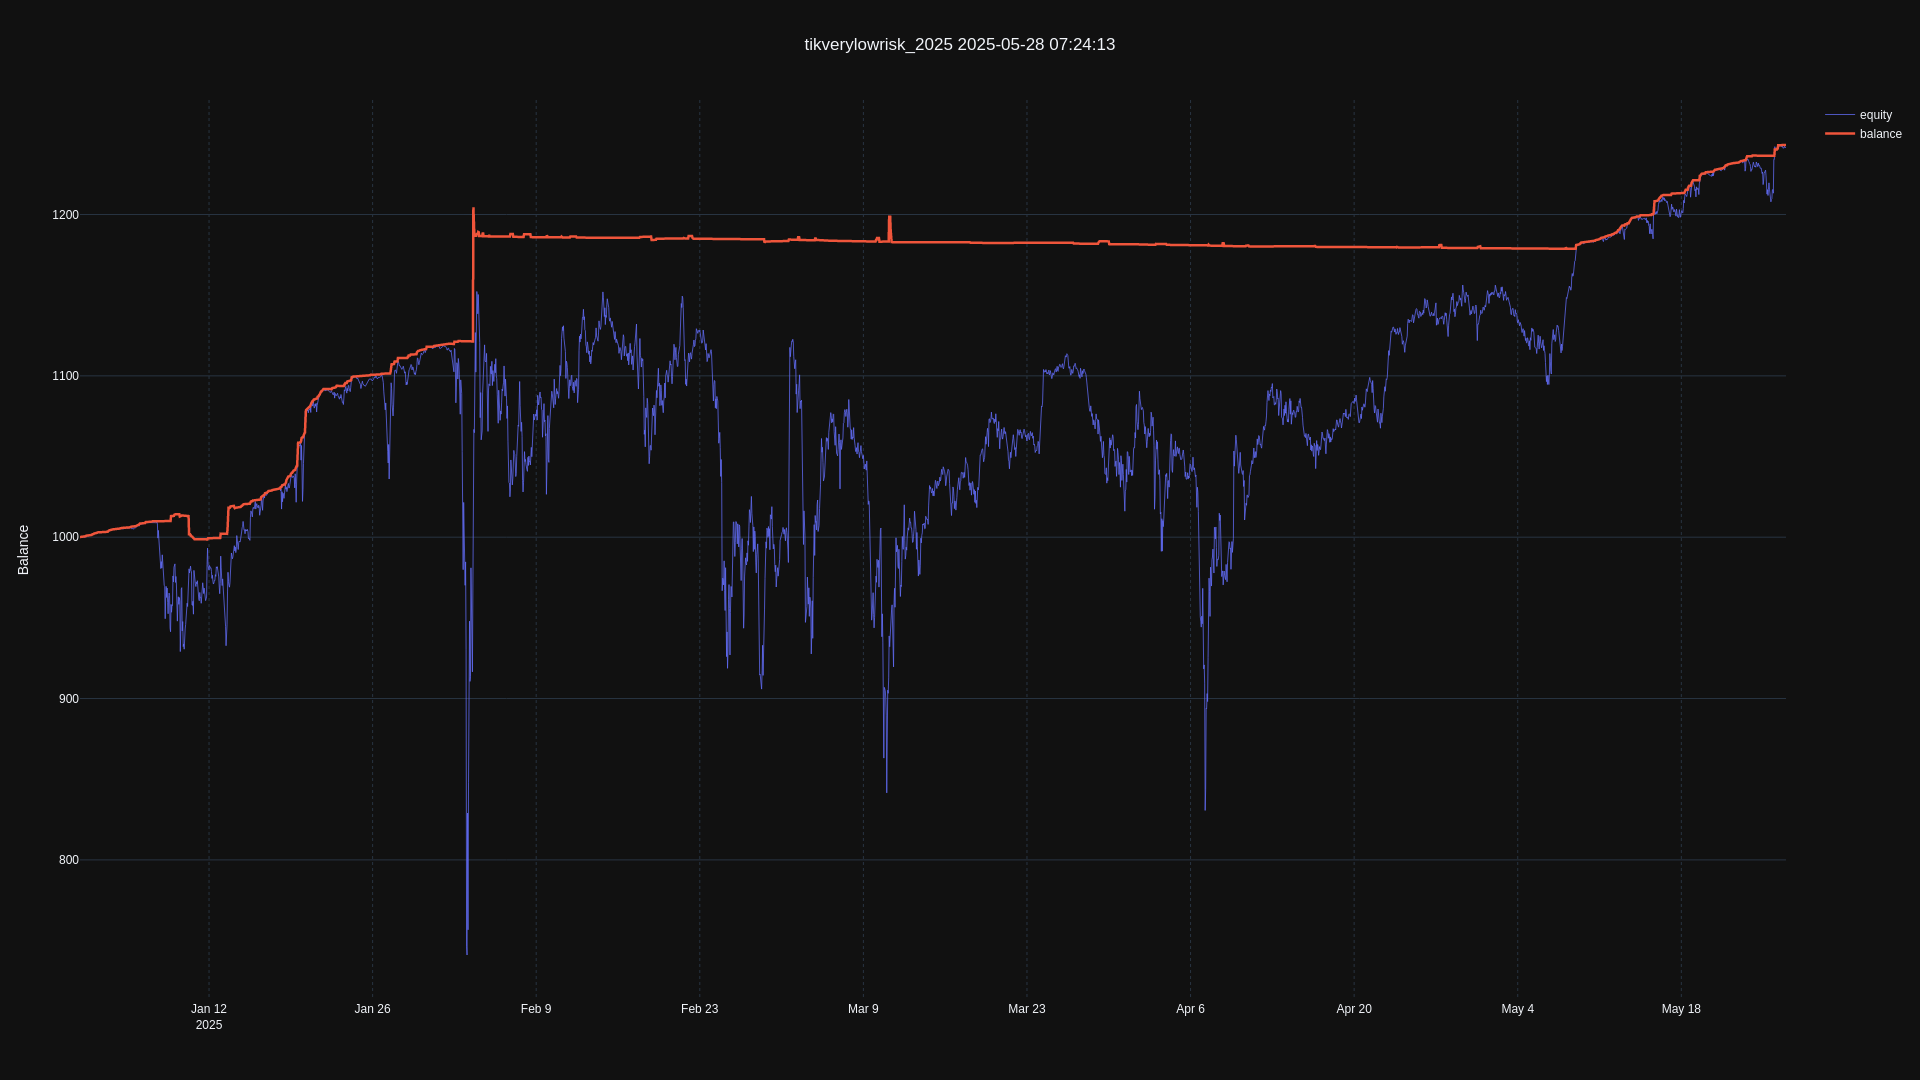 tikverylowrisk_2025 2025-05-28 07:24:13
equity
balance
Balance
1200
1100
1000
900
800
Jan 12
2025
Jan 26
Feb 9
Feb 23
Mar 9
Mar 23
Apr 6
Apr 20
May 4
May 18